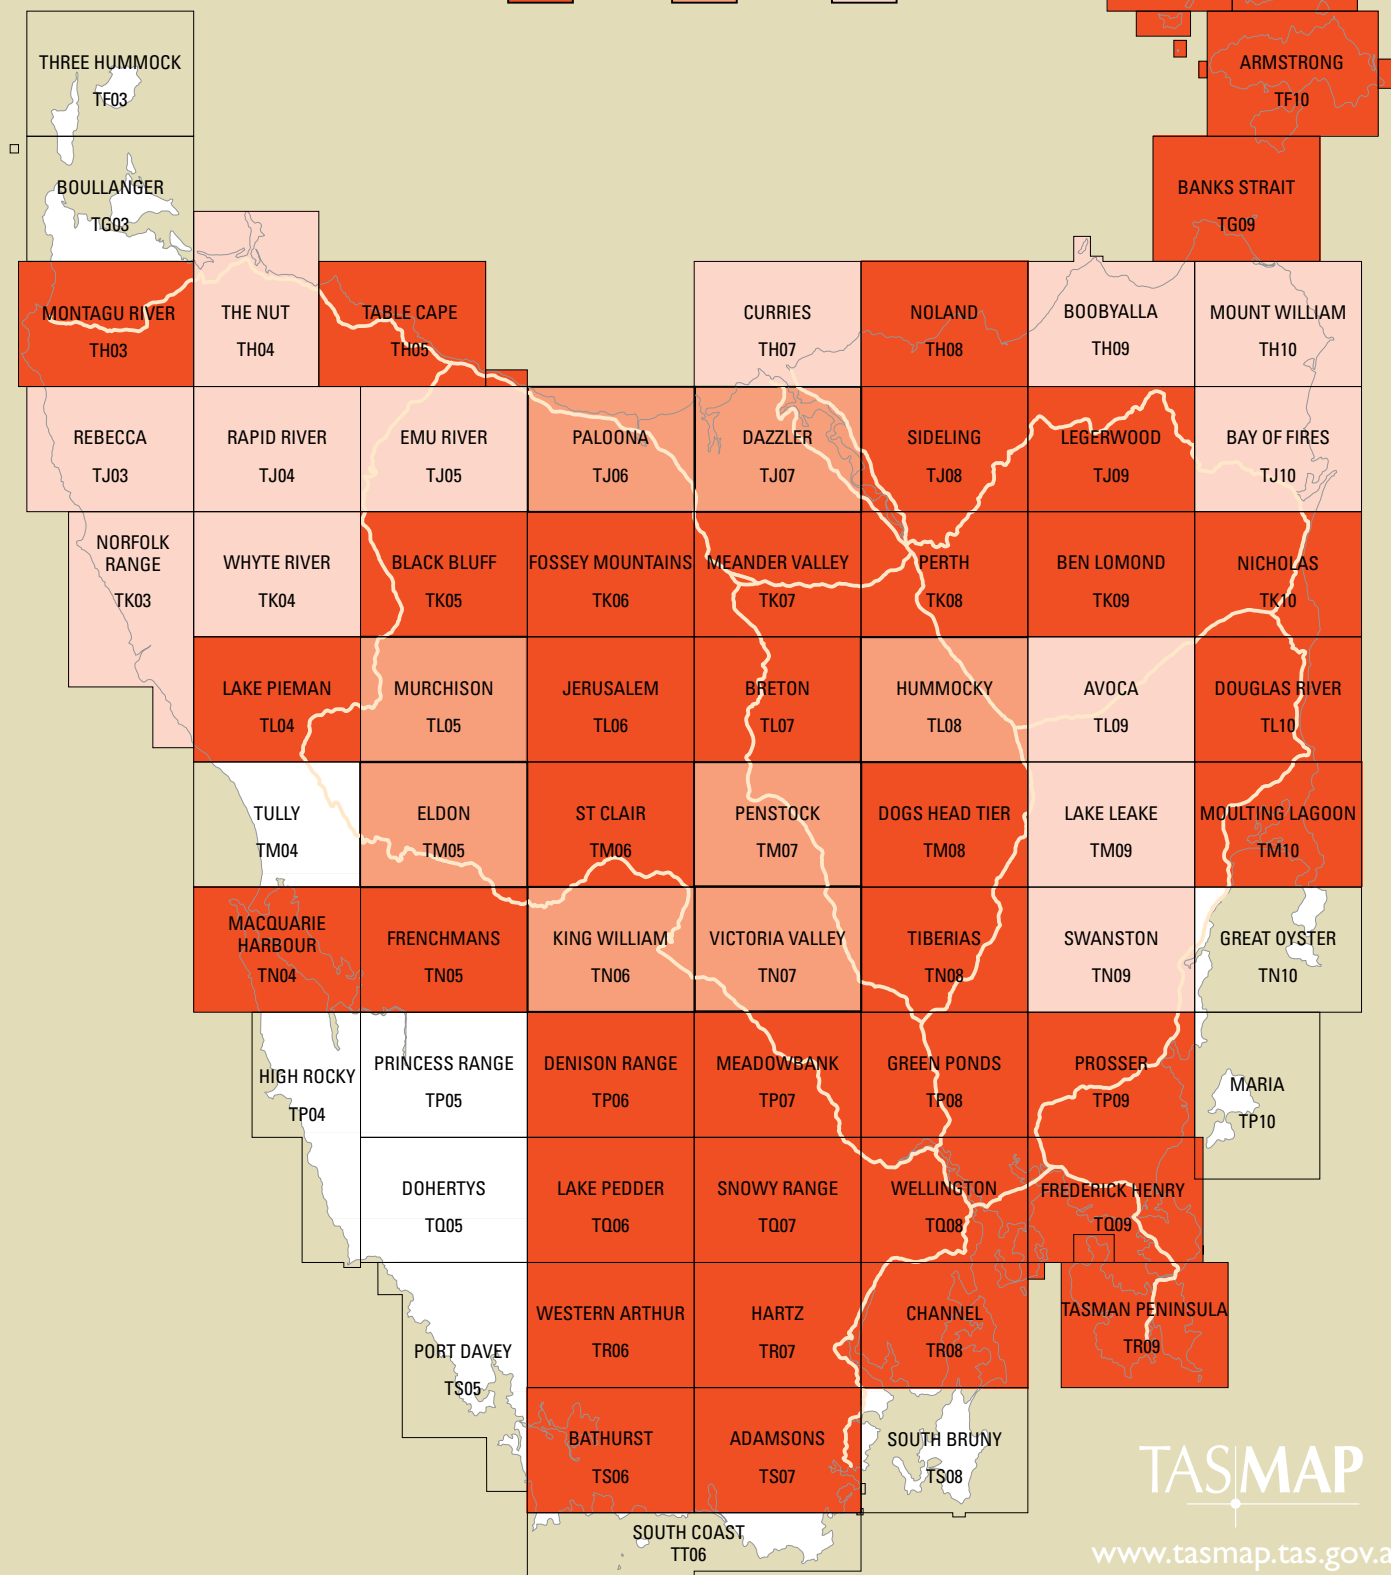 THREE HUMMOCK
TF03
ARMSTRONG
TF10
BOULLANGER
TG03
BANKS STRAIT
TG09
MONTAGU RIVER
TH03
THE NUT
TH04
TABLE CAPE
TH05
CURRIES
TH07
NOLAND
TH08
BOOBYALLA
TH09
MOUNT WILLIAM
TH10
REBECCA
TJ03
RAPID RIVER
TJ04
EMU RIVER
TJ05
PALOONA
TJ06
DAZZLER
TJ07
SIDELING
TJ08
LEGERWOOD
TJ09
BAY OF FIRES
TJ10
NORFOLK
RANGE
TK03
WHYTE RIVER
TK04
BLACK BLUFF
TK05
FOSSEY MOUNTAINS
TK06
MEANDER VALLEY
TK07
PERTH
TK08
BEN LOMOND
TK09
NICHOLAS
TK10
LAKE PIEMAN
TL04
MURCHISON
TL05
JERUSALEM
TL06
BRETON
TL07
HUMMOCKY
TL08
AVOCA
TL09
DOUGLAS RIVER
TL10
TULLY
TM04
ELDON
TM05
ST CLAIR
TM06
PENSTOCK
TM07
DOGS HEAD TIER
TM08
LAKE LEAKE
TM09
MOULTING LAGOON
TM10
MACQUARIE
HARBOUR
TN04
FRENCHMANS
TN05
KING WILLIAM
TN06
VICTORIA VALLEY
TN07
TIBERIAS
TN08
SWANSTON
TN09
GREAT OYSTER
TN10
HIGH ROCKY
TP04
PRINCESS RANGE
TP05
DENISON RANGE
TP06
MEADOWBANK
TP07
GREEN PONDS
TP08
PROSSER
TP09
MARIA
TP10
DOHERTYS
TQ05
LAKE PEDDER
TQ06
SNOWY RANGE
TQ07
WELLINGTON
TQ08
FREDERICK HENRY
TQ09
PORT DAVEY
TS05
WESTERN ARTHUR
TR06
HARTZ
TR07
CHANNEL
TR08
TASMAN PENINSULA
TR09
BATHURST
TS06
ADAMSONS
TS07
SOUTH BRUNY
TS08
SOUTH COAST
TT06
TASMAP
www.tasmap.tas.gov.a